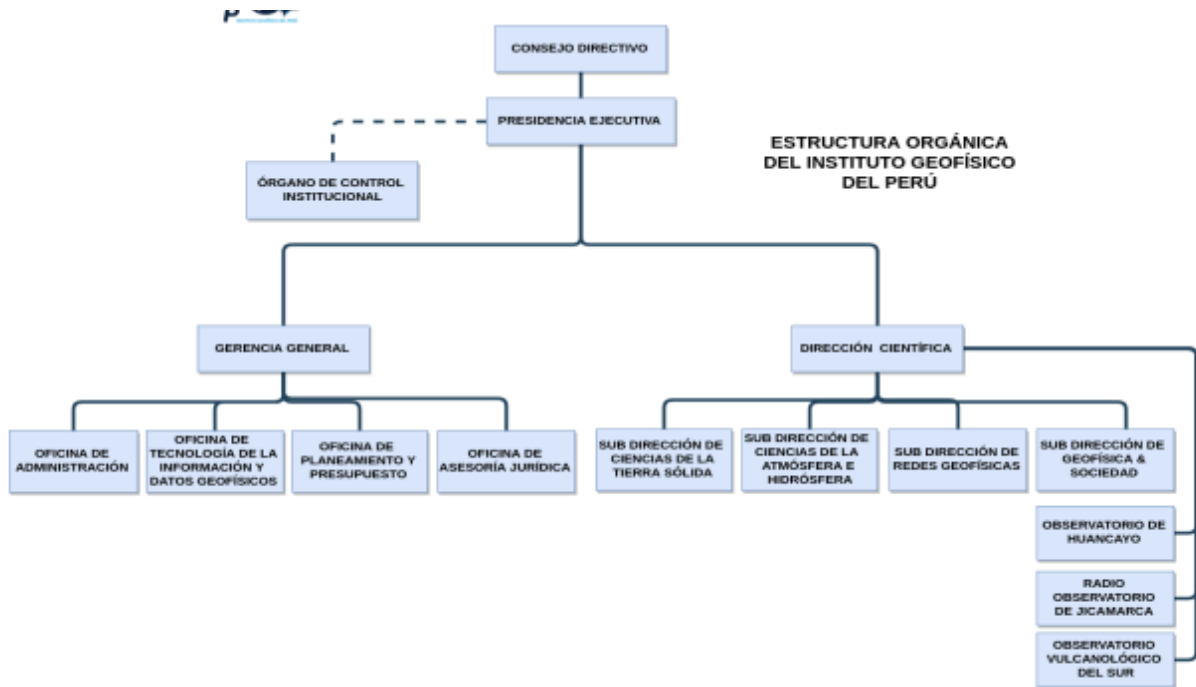 CONSEJO DIRECTIVO
PRESIDENCIA EJECUTIVA
ESTRUCTURA ORGÁNICA
DEL INSTITUTO GEOFÍSICO
DEL PERÚ
ÓRGANO DE CONTROL
INSTITUCIONAL
GERENCIA GENERAL
DIRECCIÓN CIENTÍFICA
OFICINA DE
ADMINISTRACIÓN
OFICINA DE
TECNOLOGÍA DE LA
INFORMACIÓN Y
DATOS GEOFÍSICOS
OFICINA DE
PLANEAMIENTO Y
PRESUPUESTO
OFICINA DE
ASESORÍA JURÍDICA
SUB DIRECCIÓN DE
CIENCIAS DE LA
TIERRA SÓLIDA
SUB DIRECCIÓN DE
CIENCIAS DE LA
ATMÓSFERA E
HIDRÓSFERA
SUB DIRECCIÓN DE
REDES GEOFÍSICAS
SUB DIRECCIÓN DE
GEOFÍSICA &
SOCIEDAD
OBSERVATORIO DE
HUANCAYO
RADIO
OBSERVATORIO
DE JICAMARCA
OBSERVATORIO
VULCANOLÓGICO
DEL SUR